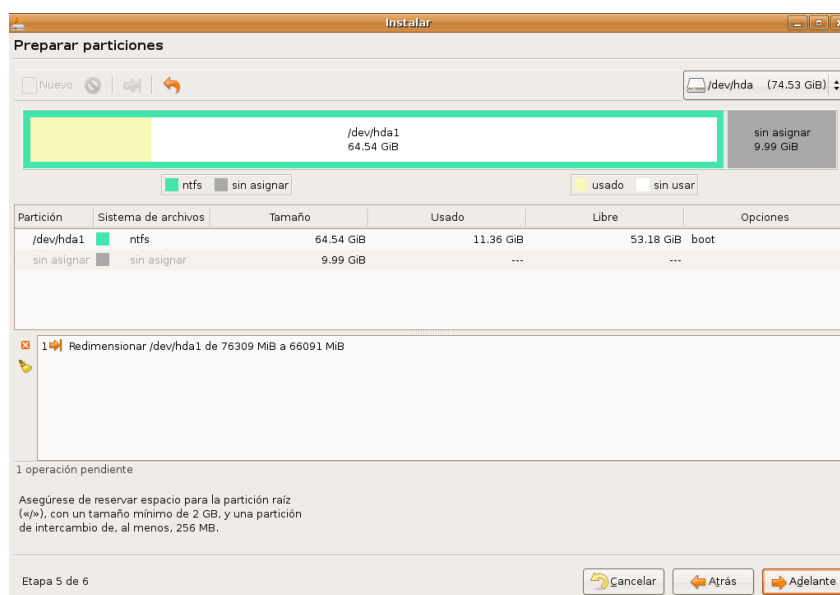 Instalar
Preparar particiones
Nuevo
/dev/hda (74.53 GiB)
/dev/hda1
64.54 GiB
sin asignar
9.99 GiB
ntfs sin asignar
usado sin usar
Partición Sistema de archivos Tamaño Usado Libre Opciones
/dev/hda1 ntfs 64.54 GiB 11.36 GiB 53.18 GiB boot
sin asignar sin asignar 9.99 GiB --- ---
1 Redimensionar /dev/hda1 de 76309 MiB a 66091 MiB
1 operación pendiente
Asegúrese de reservar espacio para la partición raíz
(«/»), con un tamaño mínimo de 2 GB, y una partición
de intercambio de, al menos, 256 MB.
Etapa 5 de 6
Cancelar Atrás Adelante